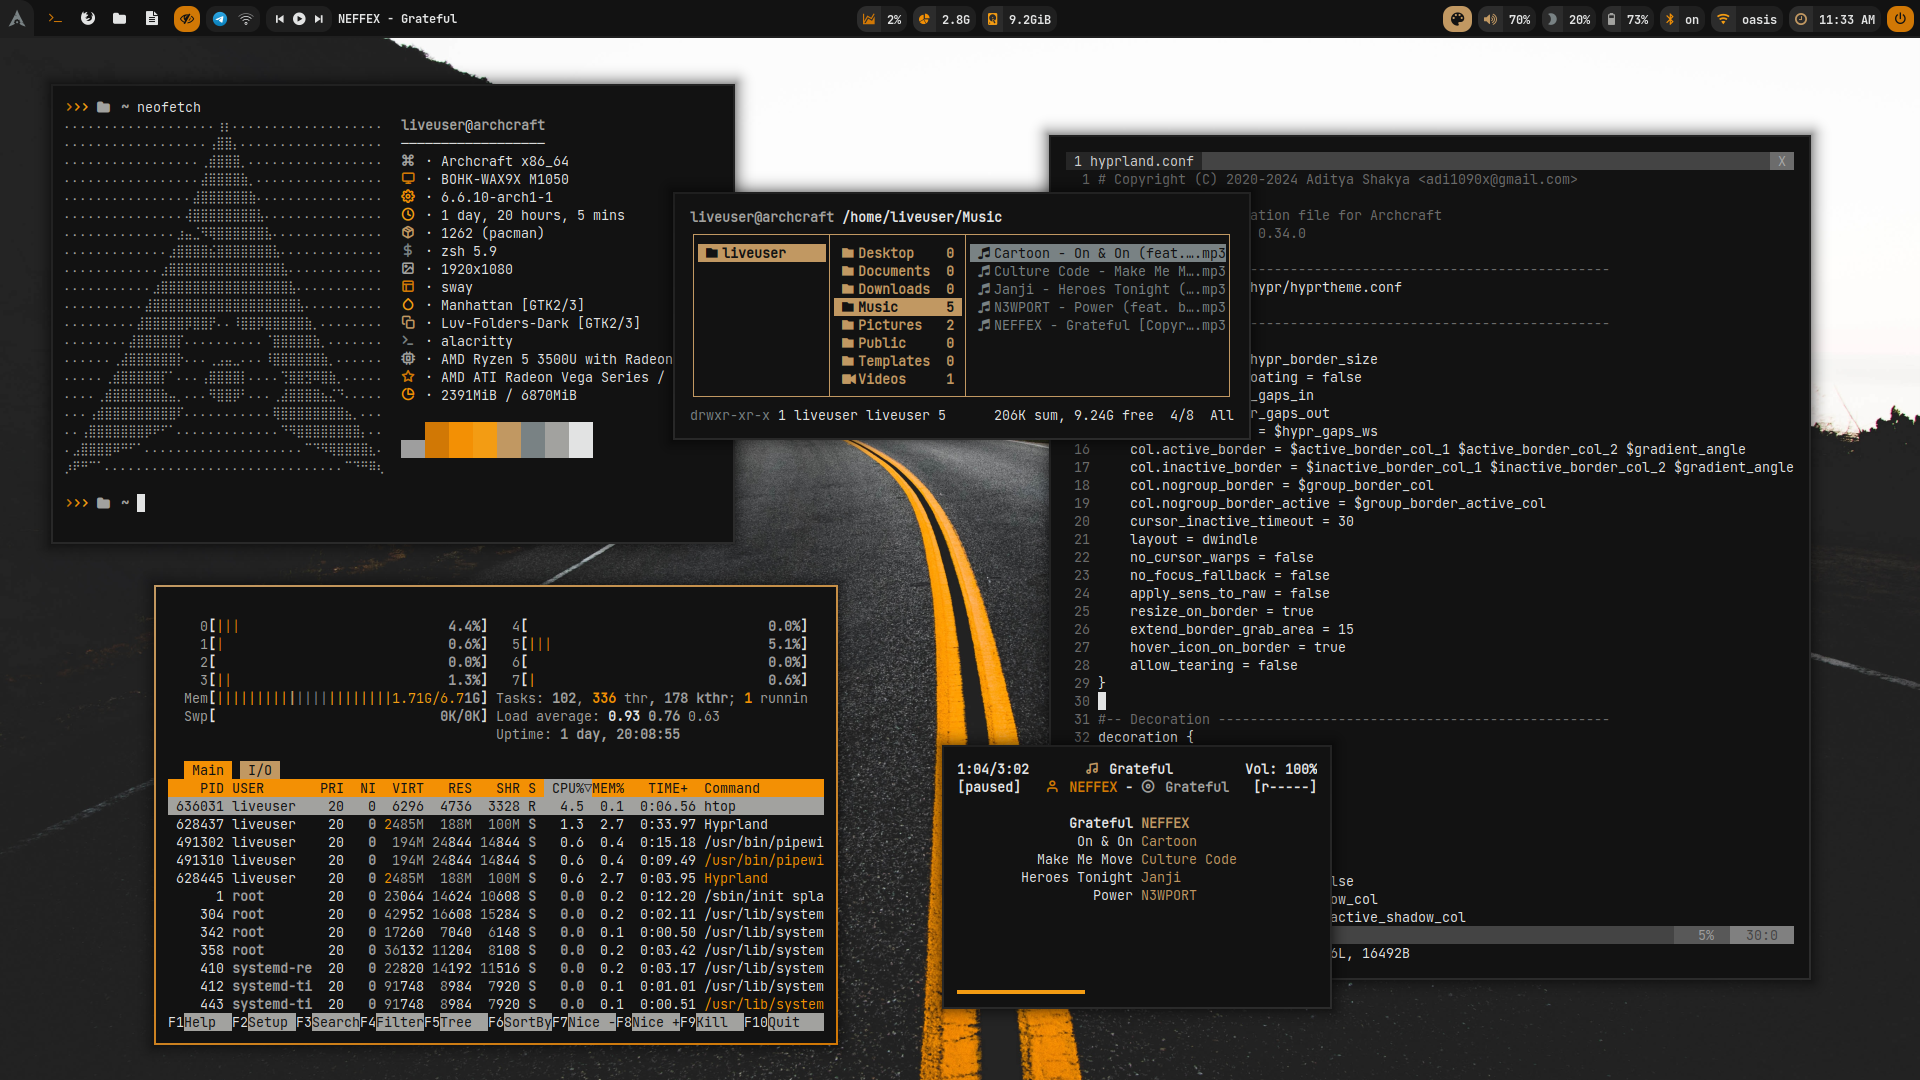 NEFFEX - Grateful
2%
2.8G
9.2GiB
70%
20%
73%
on
oasis
11:33 AM
>>> ~ neofetch
liveuser@archcraft
· Archcraft x86_64
· BOHK-WAX9X M1050
· 6.6.10-arch1-1
· 1 day, 20 hours, 5 mins
· 1262 (pacman)
· zsh 5.9
· 1920x1080
· sway
· Manhattan [GTK2/3]
· Luv-Folders-Dark [GTK2/3]
· alacritty
· AMD Ryzen 5 3500U with Radeon
· AMD ATI Radeon Vega Series /
· 2391MiB / 6870MiB
>>> ~
liveuser@archcraft /home/liveuser/Music
liveuser
Desktop 0
Documents 0
Downloads 0
Music 5
Pictures 2
Public 0
Templates 0
Videos 1
Cartoon - On & On (feat.….mp3
Culture Code - Make Me M….mp3
Janji - Heroes Tonight (….mp3
N3WPORT - Power (feat. b….mp3
NEFFEX - Grateful [Copyr….mp3
drwxr-xr-x 1 liveuser liveuser 5 206K sum, 9.24G free 4/8 All
1 hyprland.conf X
1 # Copyright (C) 2020-2024 Aditya Shakya <adi1090x@gmail.com>
ation file for Archcraft
0.34.0
---------------------------------------------
hypr/hyprtheme.conf
---------------------------------------------
hypr_border_size
oating = false
_gaps_in
r_gaps_out
= $hypr_gaps_ws
16 col.active_border = $active_border_col_1 $active_border_col_2 $gradient_angle
17 col.inactive_border = $inactive_border_col_1 $inactive_border_col_2 $gradient_angle
18 col.nogroup_border = $group_border_col
19 col.nogroup_border_active = $group_border_active_col
20 cursor_inactive_timeout = 30
21 layout = dwindle
22 no_cursor_warps = false
23 no_focus_fallback = false
24 apply_sens_to_raw = false
25 resize_on_border = true
26 extend_border_grab_area = 15
27 hover_icon_on_border = true
28 allow_tearing = false
29 }
30
31 #-- Decoration -------------------------------------------------
32 decoration {
lse
ow_col
active_shadow_col
5% 30:0
6L, 16492B
0[||| 4.4%] 4[ 0.0%]
1[| 0.6%] 5[||| 5.1%]
2[ 0.0%] 6[ 0.0%]
3[|| 1.3%] 7[| 0.6%]
Mem[||||||||||||||||||||||1.71G/6.71G] Tasks: 102, 336 thr, 178 kthr; 1 runnin
Swp[ 0K/0K] Load average: 0.93 0.76 0.63
Uptime: 1 day, 20:08:55
Main I/O
PID USER PRI NI VIRT RES SHR S CPU%▽MEM% TIME+ Command
636031 liveuser 20 0 6296 4736 3328 R 4.5 0.1 0:06.56 htop
628437 liveuser 20 0 2485M 188M 100M S 1.3 2.7 0:33.97 Hyprland
491302 liveuser 20 0 194M 24844 14844 S 0.6 0.4 0:15.18 /usr/bin/pipewi
491310 liveuser 20 0 194M 24844 14844 S 0.6 0.4 0:09.49 /usr/bin/pipewi
628445 liveuser 20 0 2485M 188M 100M S 0.6 2.7 0:03.95 Hyprland
1 root 20 0 23064 14624 10608 S 0.0 0.2 0:12.20 /sbin/init spla
304 root 20 0 42952 16608 15284 S 0.0 0.2 0:02.11 /usr/lib/system
342 root 20 0 17260 7040 6148 S 0.0 0.1 0:00.50 /usr/lib/system
358 root 20 0 36132 11204 8108 S 0.0 0.2 0:03.42 /usr/lib/system
410 systemd-re 20 0 22820 14192 11516 S 0.0 0.2 0:03.17 /usr/lib/system
412 systemd-ti 20 0 91748 8984 7920 S 0.0 0.1 0:01.01 /usr/lib/system
443 systemd-ti 20 0 91748 8984 7920 S 0.0 0.1 0:00.51 /usr/lib/system
F1Help F2Setup F3SearchF4FilterF5Tree F6SortByF7Nice -F8Nice +F9Kill F10Quit
1:04/3:02 Grateful Vol: 100%
[paused] NEFFEX - Grateful [r-----]
Grateful NEFFEX
On & On Cartoon
Make Me Move Culture Code
Heroes Tonight Janji
Power N3WPORT